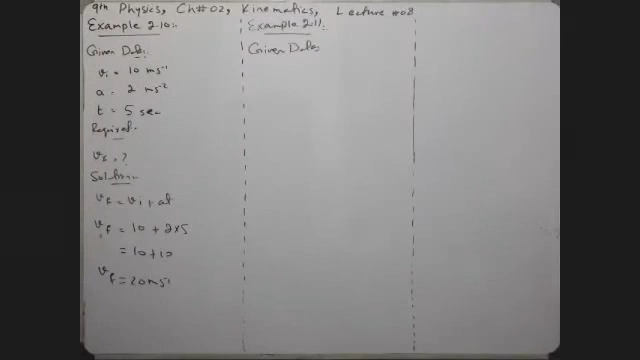 9th Physics, Ch#02, Kinematics, Lecture #08
Example 2.10:-
Given Data:
vi = 10 ms⁻¹
a = 2 ms⁻²
t = 5 sec
Required:
vf = ?
Solution:
vf = vi + at
vf = 10 + 2x5
= 10 + 10
vf = 20 ms⁻¹
Example 2.11:
Given Data: